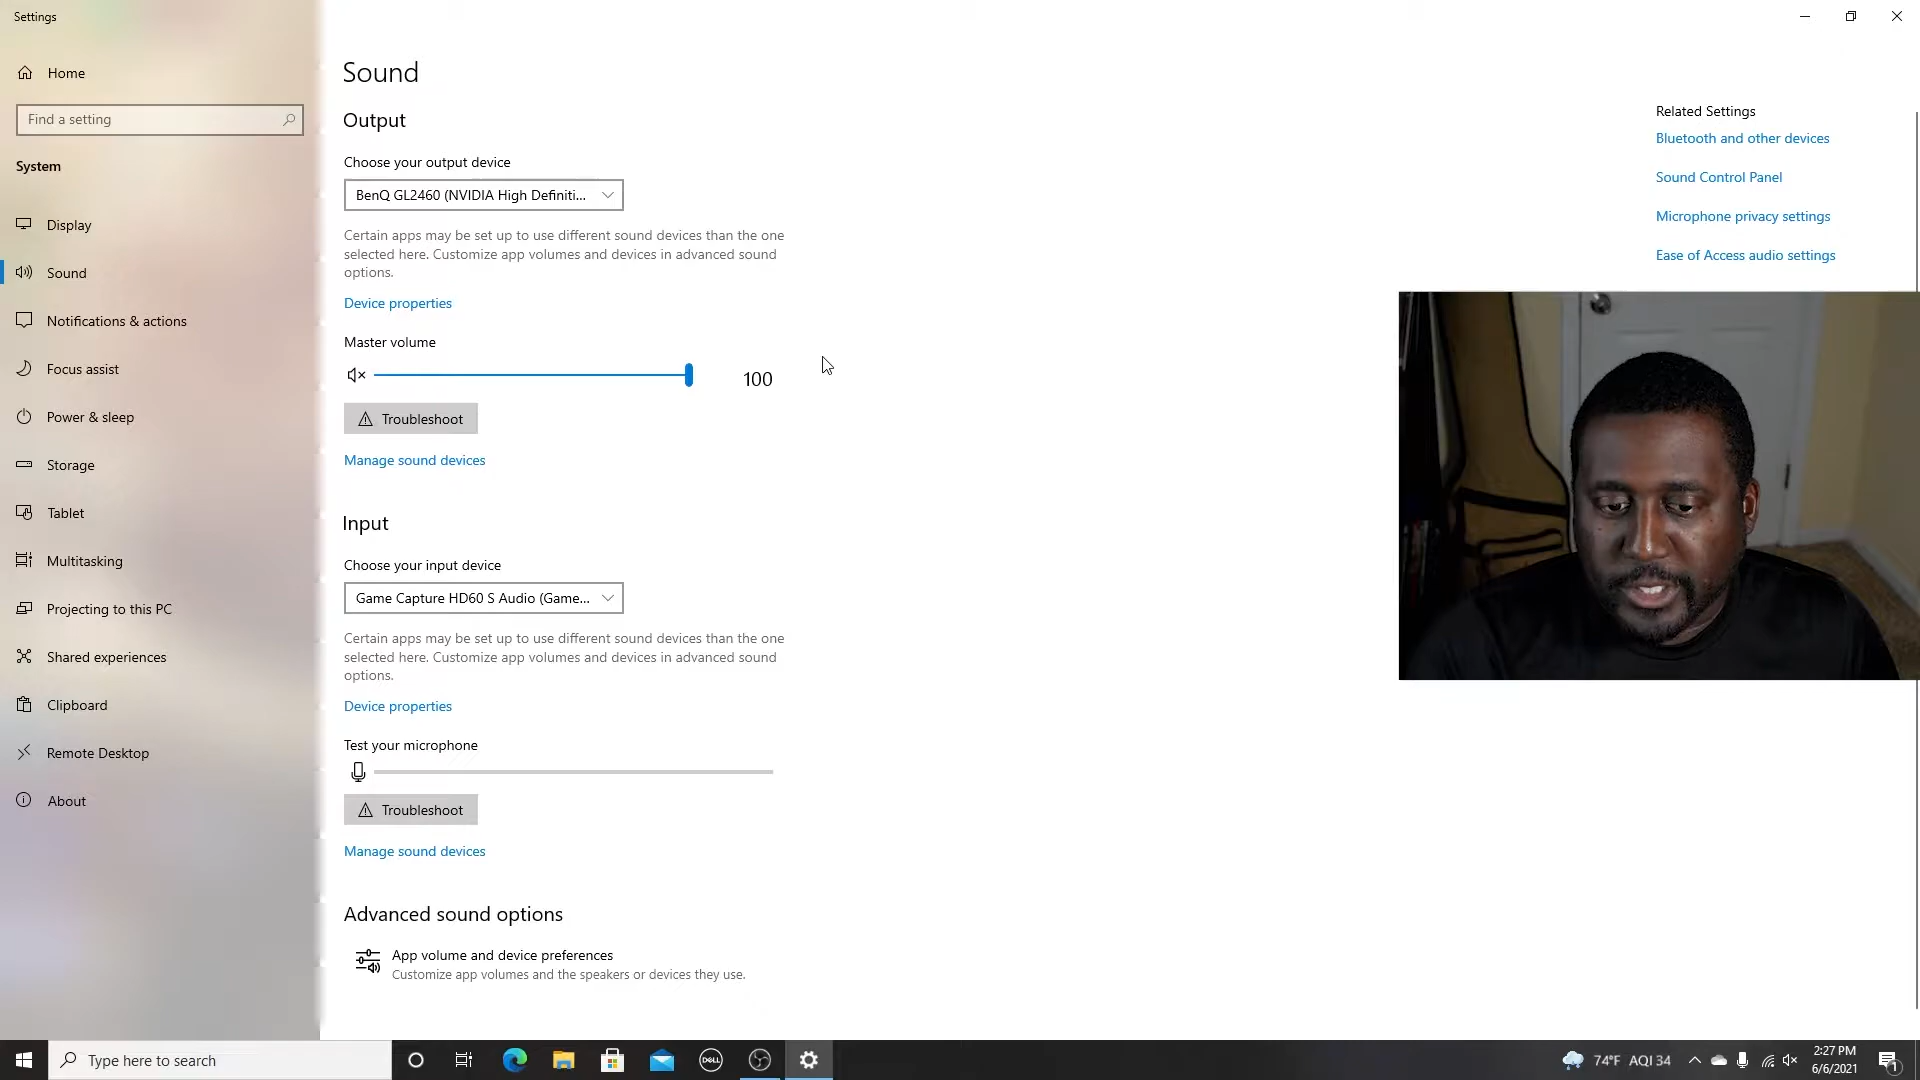 Settings
Home
Find a setting
System
Display
Sound
Notifications & actions
Focus assist
Power & sleep
Storage
Tablet
Multitasking
Projecting to this PC
Shared experiences
Clipboard
Remote Desktop
About
Sound
Output
Choose your output device
BenQ GL2460 (NVIDIA High Definiti...
Certain apps may be set up to use different sound devices than the one
selected here. Customize app volumes and devices in advanced sound
options.
Device properties
Master volume
100
Troubleshoot
Manage sound devices
Input
Choose your input device
Game Capture HD60 S Audio (Game...
Certain apps may be set up to use different sound devices than the one
selected here. Customize app volumes and devices in advanced sound
options.
Device properties
Test your microphone
Troubleshoot
Manage sound devices
Advanced sound options
App volume and device preferences
Customize app volumes and the speakers or devices they use.
Related Settings
Bluetooth and other devices
Sound Control Panel
Microphone privacy settings
Ease of Access audio settings
Type here to search
DELL
74°F AQI 34
2:27 PM
6/6/2021
1